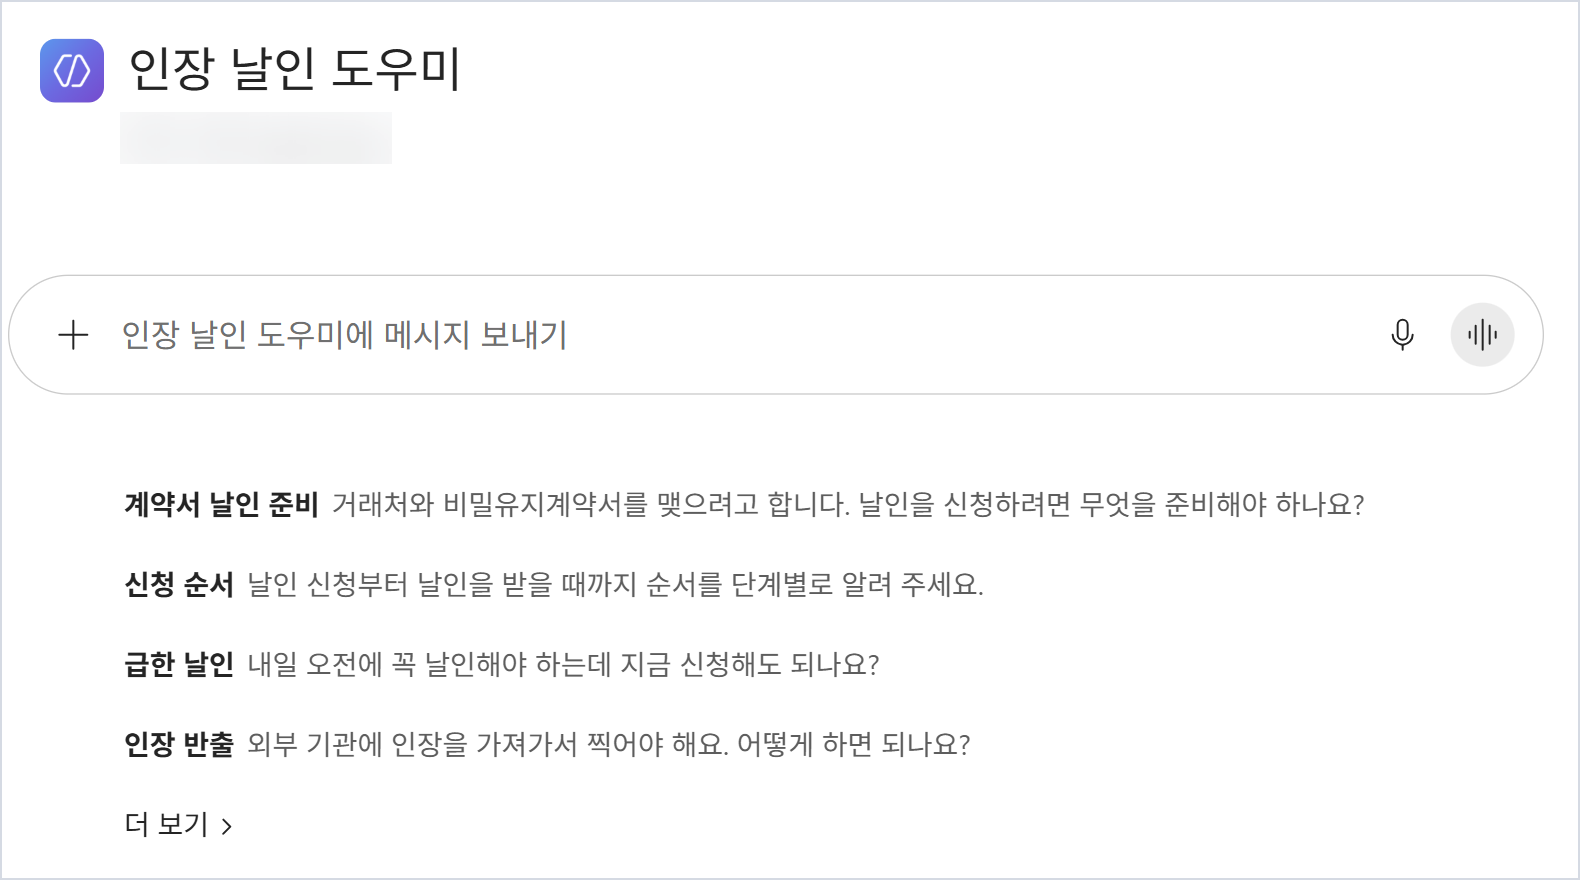 인장 날인 도우미
인장 날인 도우미에 메시지 보내기
계약서 날인 준비 거래처와 비밀유지계약서를 맺으려고 합니다. 날인을 신청하려면 무엇을 준비해야 하나요?
신청 순서 날인 신청부터 날인을 받을 때까지 순서를 단계별로 알려 주세요.
급한 날인 내일 오전에 꼭 날인해야 하는데 지금 신청해도 되나요?
인장 반출 외부 기관에 인장을 가져가서 찍어야 해요. 어떻게 하면 되나요?
더 보기